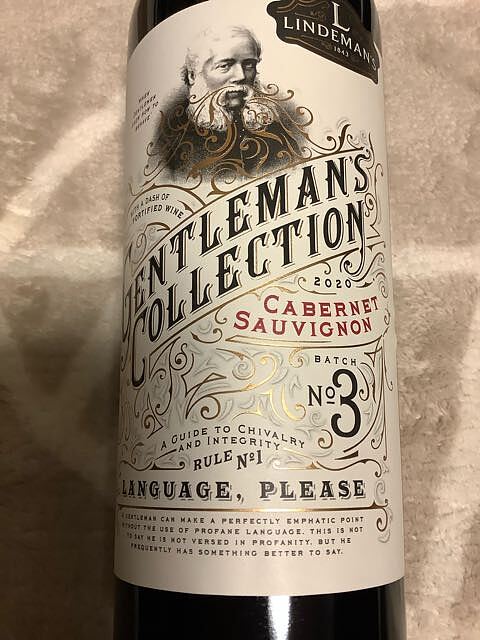 L
LINDEMAN'S
1843
WITH A DASH OF
FORTIFIED WINE
GENTLEMAN'S
COLLECTION
2020
CABERNET
SAUVIGNON
BATCH
No3
A GUIDE TO CHIVALRY
AND INTEGRITY
RULE No1
LANGUAGE, PLEASE
A GENTLEMAN CAN MAKE A PERFECTLY EMPHATIC POINT
WITHOUT THE USE OF PROFANE LANGUAGE. THIS IS NOT
TO SAY HE IS NOT VERSED IN PROFANITY, BUT HE
FREQUENTLY HAS SOMETHING BETTER TO SAY.